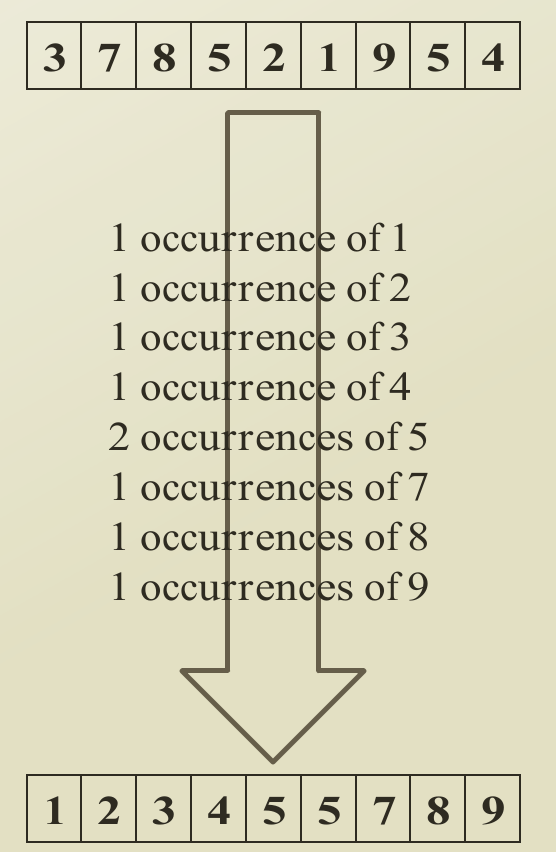 3 7 8 5 2 1 9 5 4
1 occurrence of 1
1 occurrence of 2
1 occurrence of 3
1 occurrence of 4
2 occurrences of 5
1 occurrences of 7
1 occurrences of 8
1 occurrences of 9
1 2 3 4 5 5 7 8 9